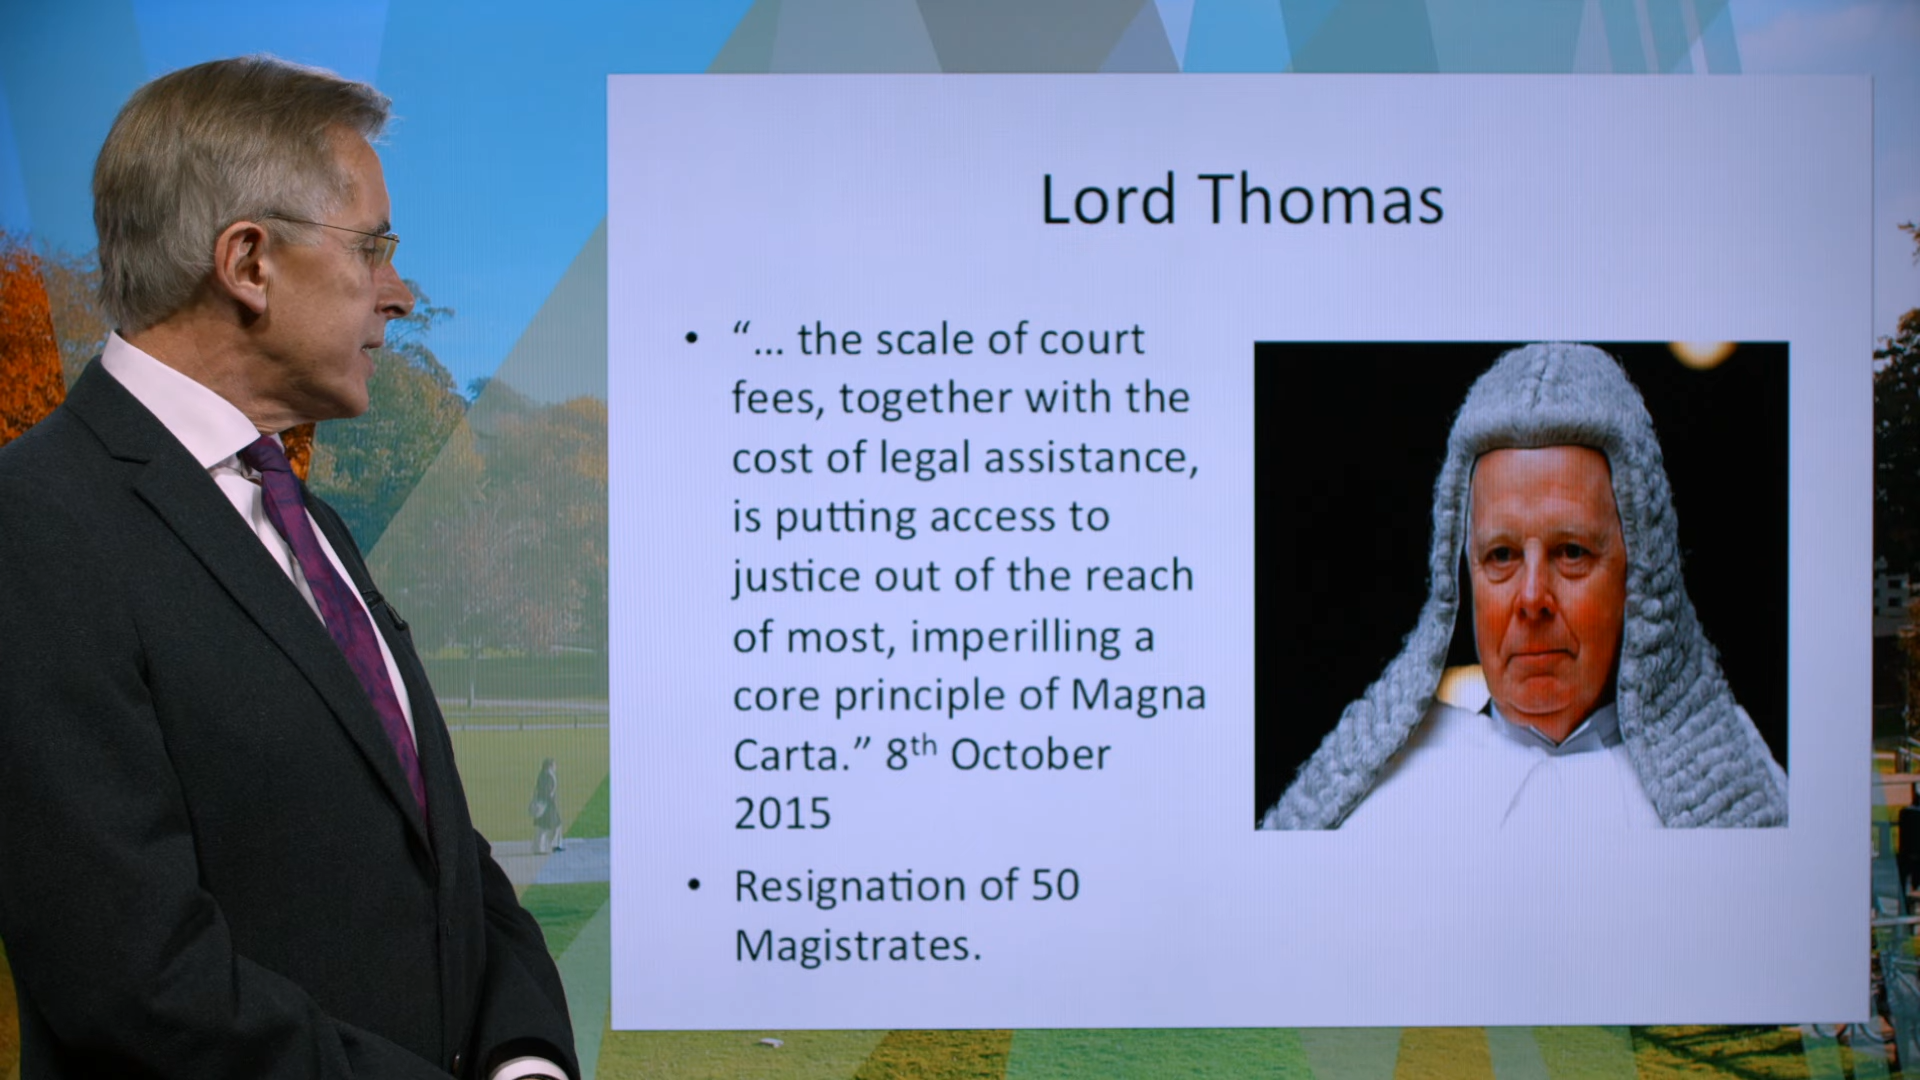 Lord Thomas
• “... the scale of court
fees, together with the
cost of legal assistance,
is putting access to
justice out of the reach
of most, imperilling a
core principle of Magna
Carta.” 8th October
2015
• Resignation of 50
Magistrates.